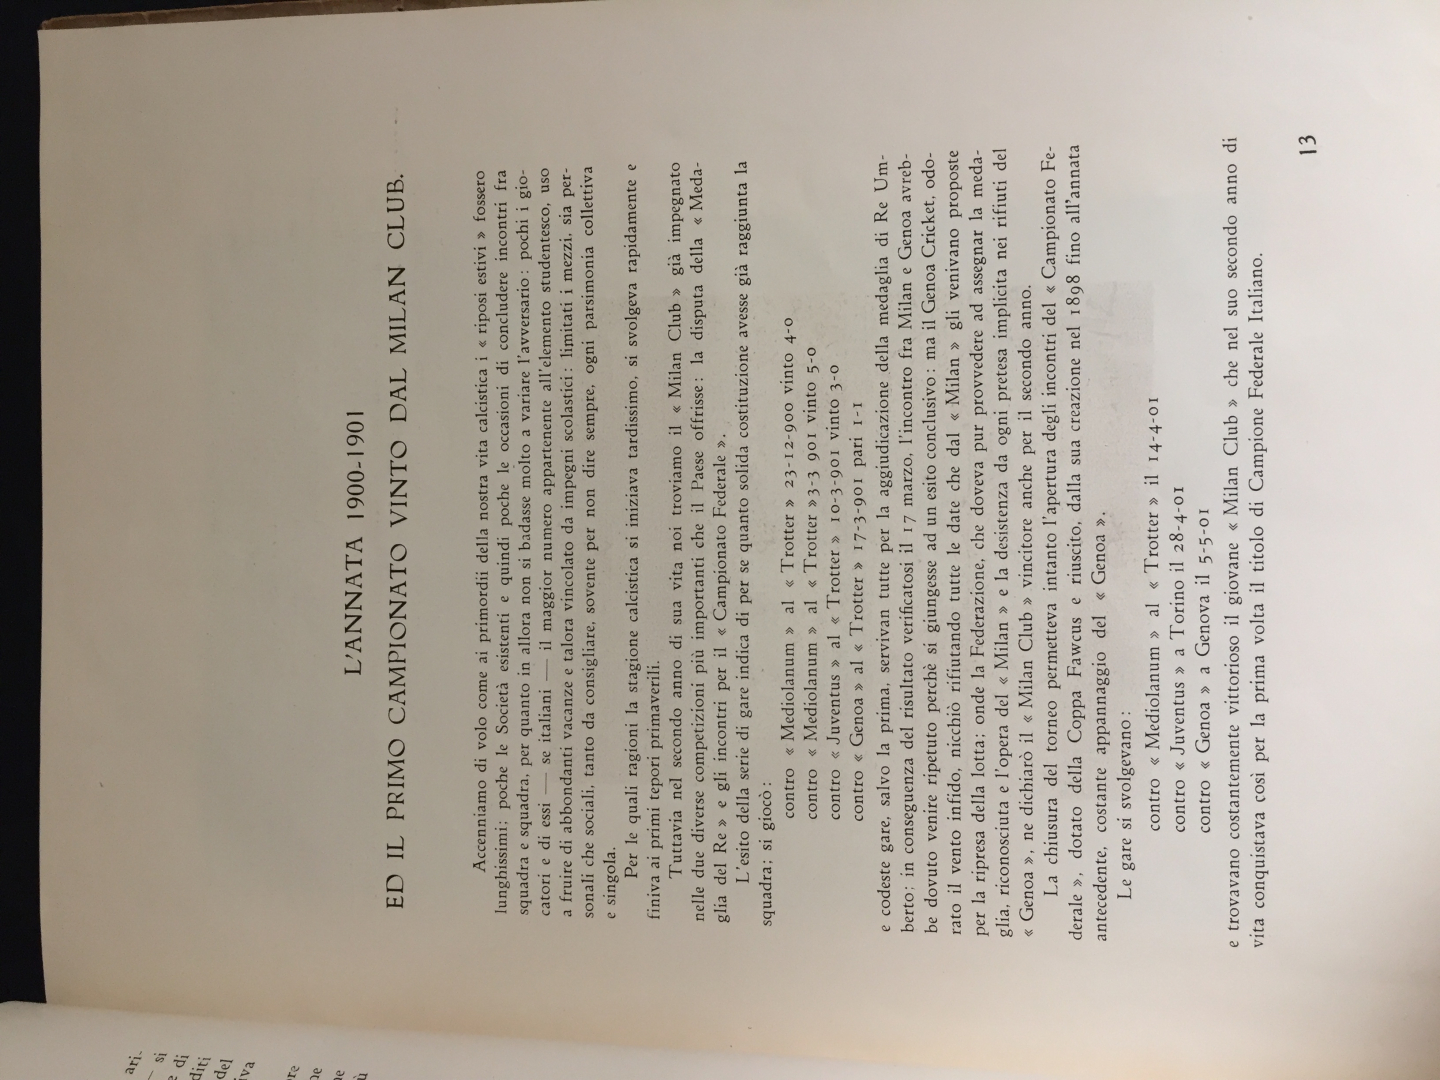 L'ANNATA 1900-1901
ED IL PRIMO CAMPIONATO VINTO DAL MILAN CLUB.
Accenniamo di volo come ai primordii della nostra vita calcistica i « riposi estivi » fossero
lunghissimi; poche le Società esistenti e quindi poche le occasioni di concludere incontri fra
squadra e squadra, per quanto in allora non si badasse molto a variare l'avversario: pochi i gio-
catori e di essi — se italiani — il maggior numero appartenente all'elemento studentesco, uso
a fruire di abbondanti vacanze e talora vincolato da impegni scolastici: limitati i mezzi, sia per-
sonali che sociali, tanto da consigliare, sovente per non dire sempre, ogni parsimonia collettiva
e singola.
Per le quali ragioni la stagione calcistica si iniziava tardissimo, si svolgeva rapidamente e
finiva ai primi tepori primaverili.
Tuttavia nel secondo anno di sua vita noi troviamo il « Milan Club » già impegnato
nelle due diverse competizioni più importanti che il Paese offrisse: la disputa della « Meda-
glia del Re » e gli incontri per il « Campionato Federale ».
L'esito della serie di gare indica di per se quanto solida costituzione avesse già raggiunta la
squadra; si giocò:
contro « Mediolanum » al « Trotter » 23-12-900 vinto 4-0
contro « Mediolanum » al « Trotter »3-3 901 vinto 5-0
contro « Juventus » al « Trotter » 10-3-901 vinto 3-0
contro « Genoa » al « Trotter » 17-3-901 pari 1-1
e codeste gare, salvo la prima, servivan tutte per la aggiudicazione della medaglia di Re Um-
berto; in conseguenza del risultato verificatosi il 17 marzo, l'incontro fra Milan e Genoa avreb-
be dovuto venire ripetuto perchè si giungesse ad un esito conclusivo: ma il Genoa Cricket, odo-
rato il vento infido, nicchiò rifiutando tutte le date che dal « Milan » gli venivano proposte
per la ripresa della lotta; onde la Federazione, che doveva pur provvedere ad assegnar la meda-
glia, riconosciuta e l'opera del « Milan » e la desistenza da ogni pretesa implicita nei rifiuti del
« Genoa », ne dichiarò il « Milan Club » vincitore anche per il secondo anno.
La chiusura del torneo permetteva intanto l'apertura degli incontri del « Campionato Fe-
derale », dotato della Coppa Fawcus e riuscito, dalla sua creazione nel 1898 fino all'annata
antecedente, costante appannaggio del « Genoa ».
Le gare si svolgevano:
contro « Mediolanum » al « Trotter » il 14-4-01
contro « Juventus » a Torino il 28-4-01
contro « Genoa » a Genova il 5-5-01
e trovavano costantemente vittorioso il giovane « Milan Club » che nel suo secondo anno di
vita conquistava così per la prima volta il titolo di Campione Federale Italiano.
13
ari-
— si
e di
diti
del
iva
ere
ne
ne
ù